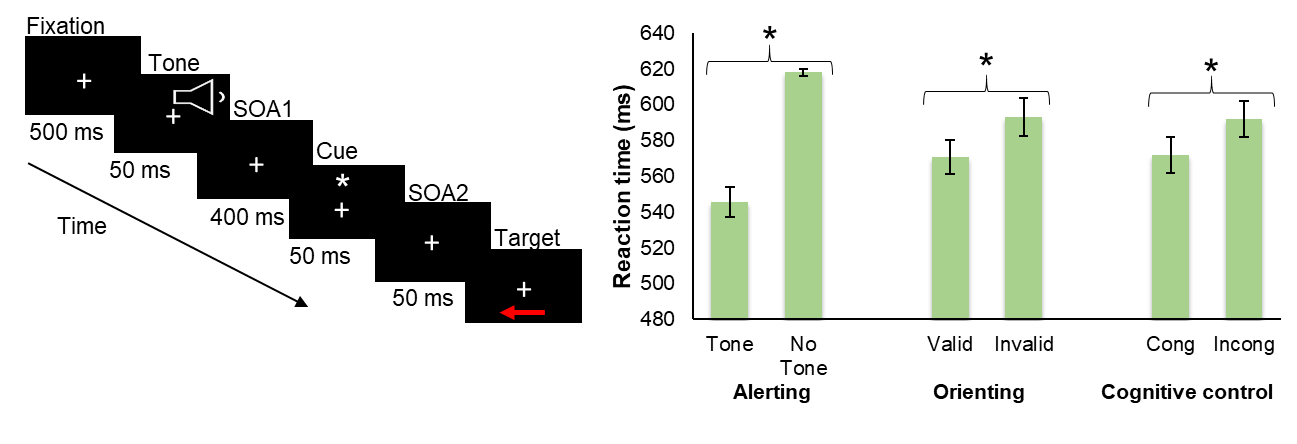 Fixation
Tone
SOA1
500 ms
Cue
50 ms
*
SOA2
400 ms
Time
Target
50 ms
50 ms
Reaction time (ms)
640
620
600
580
560
540
520
500
480
*
*
*
Tone
No
Tone
Valid
Invalid
Cong
Incong
Alerting
Orienting
Cognitive control